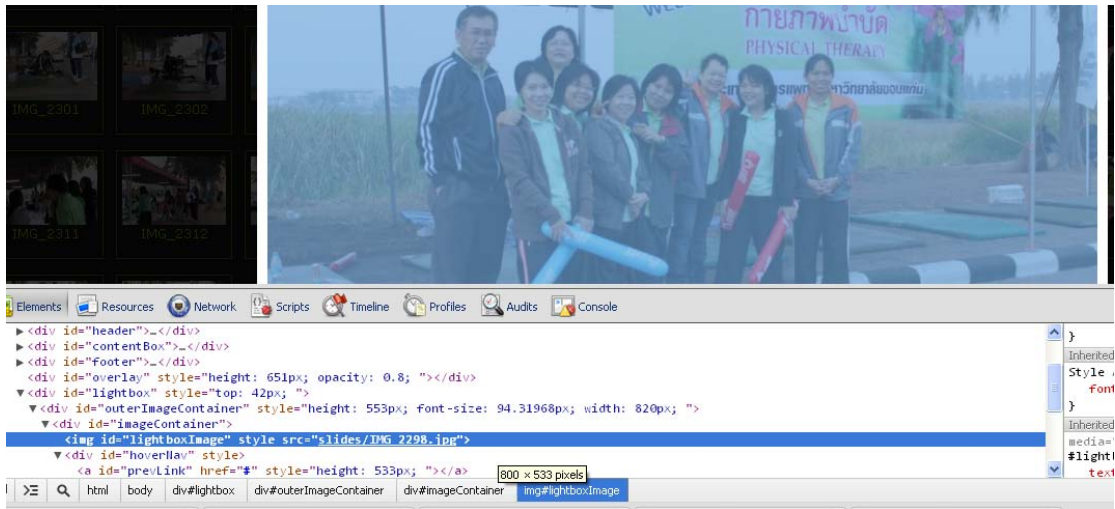 กายภาพบำบัด
PHYSICAL THERAPY
IMG_2301 IMG_2302
IMG_2311 IMG_2312
Elements Resources Network Scripts Timeline Profiles Audits Console
▶<div id="header">…</div>
▶<div id="contentBox">…</div>
▶<div id="footer">…</div>
<div id="overlay" style="height: 651px; opacity: 0.8; "></div>
▼<div id="lightbox" style="top: 42px; ">
▼<div id="outerImageContainer" style="height: 553px; font-size: 94.31968px; width: 820px; ">
▼<div id="imageContainer">
<img id="lightboxImage" style src="slides/IMG_2298.jpg">
▼<div id="hoverNav" style>
<a id="prevLink" href="#" style="height: 533px; "></a>
800 × 533 pixels
html body div#lightbox div#outerImageContainer div#imageContainer img#lightboxImage
}
Inherited
Style
font
}
Inherited
media="
#light
text